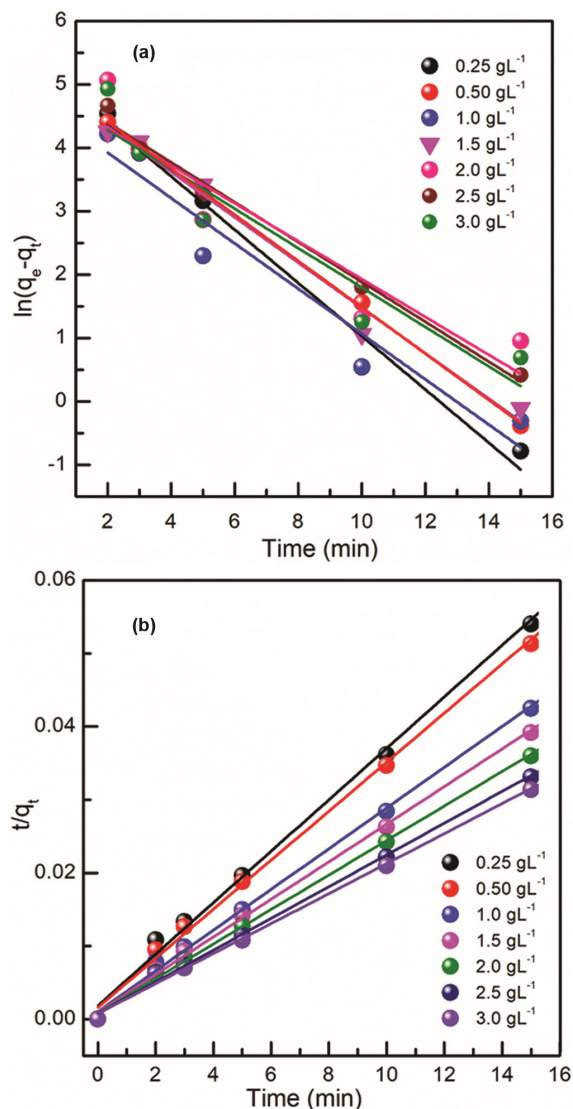 (a)
0.25 gL⁻¹
0.50 gL⁻¹
1.0 gL⁻¹
1.5 gL⁻¹
2.0 gL⁻¹
2.5 gL⁻¹
3.0 gL⁻¹
ln(qₑ-qₜ)
6
5
4
3
2
1
0
-1
2 4 6 8 10 12 14 16
Time (min)
(b)
t/qₜ
0.06
0.04
0.02
0.00
0.25 gL⁻¹
0.50 gL⁻¹
1.0 gL⁻¹
1.5 gL⁻¹
2.0 gL⁻¹
2.5 gL⁻¹
3.0 gL⁻¹
0 2 4 6 8 10 12 14 16
Time (min)